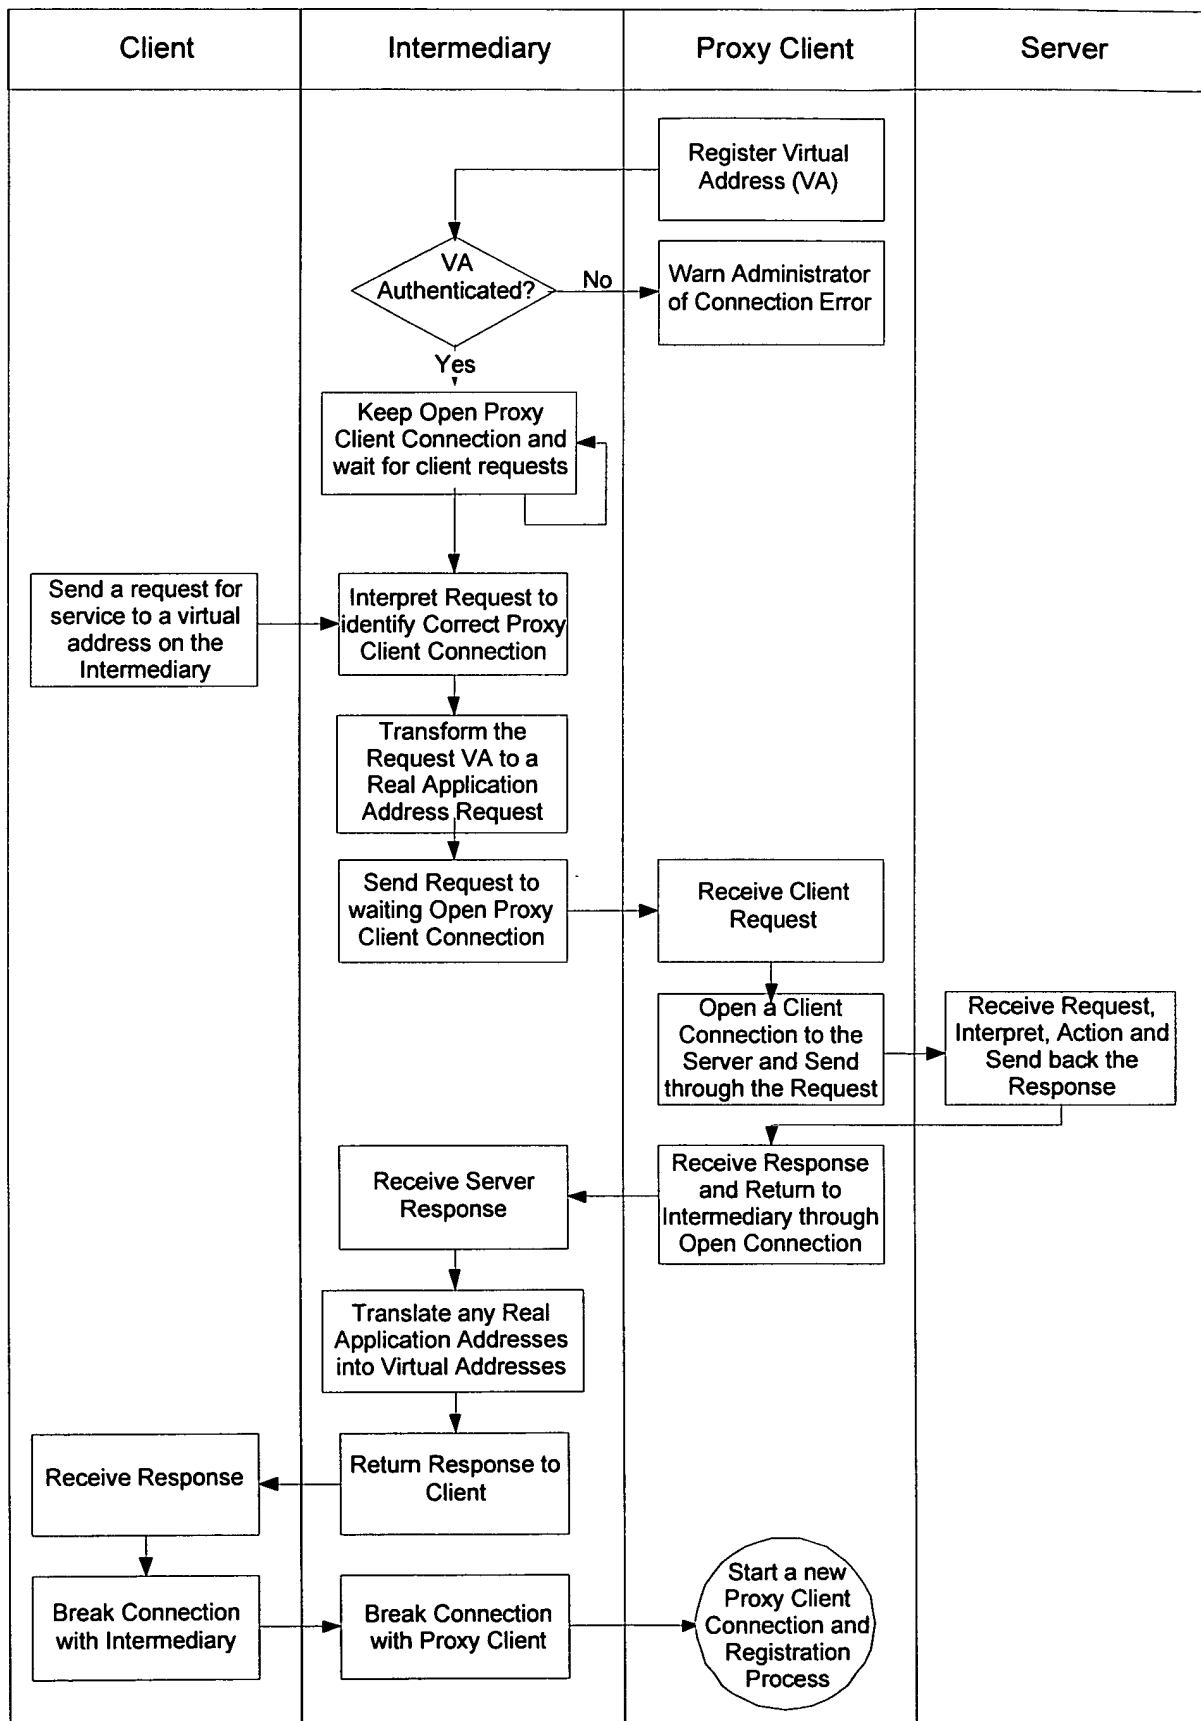 Client
Intermediary
Proxy Client
Server
Register Virtual
Address (VA)
VA
Authenticated?
No
Warn Administrator
of Connection Error
Yes
Keep Open Proxy
Client Connection and
wait for client requests
Send a request for
service to a virtual
address on the
Intermediary
Interpret Request to
identify Correct Proxy
Client Connection
Transform the
Request VA to a
Real Application
Address Request
Send Request to
waiting Open Proxy
Client Connection
Receive Client
Request
Open a Client
Connection to the
Server and Send
through the Request
Receive Request,
Interpret, Action and
Send back the
Response
Receive Response
and Return to
Intermediary through
Open Connection
Receive Server
Response
Translate any Real
Application Addresses
into Virtual Addresses
Return Response to
Client
Receive Response
Break Connection
with Intermediary
Break Connection
with Proxy Client
Start a new
Proxy Client
Connection and
Registration
Process